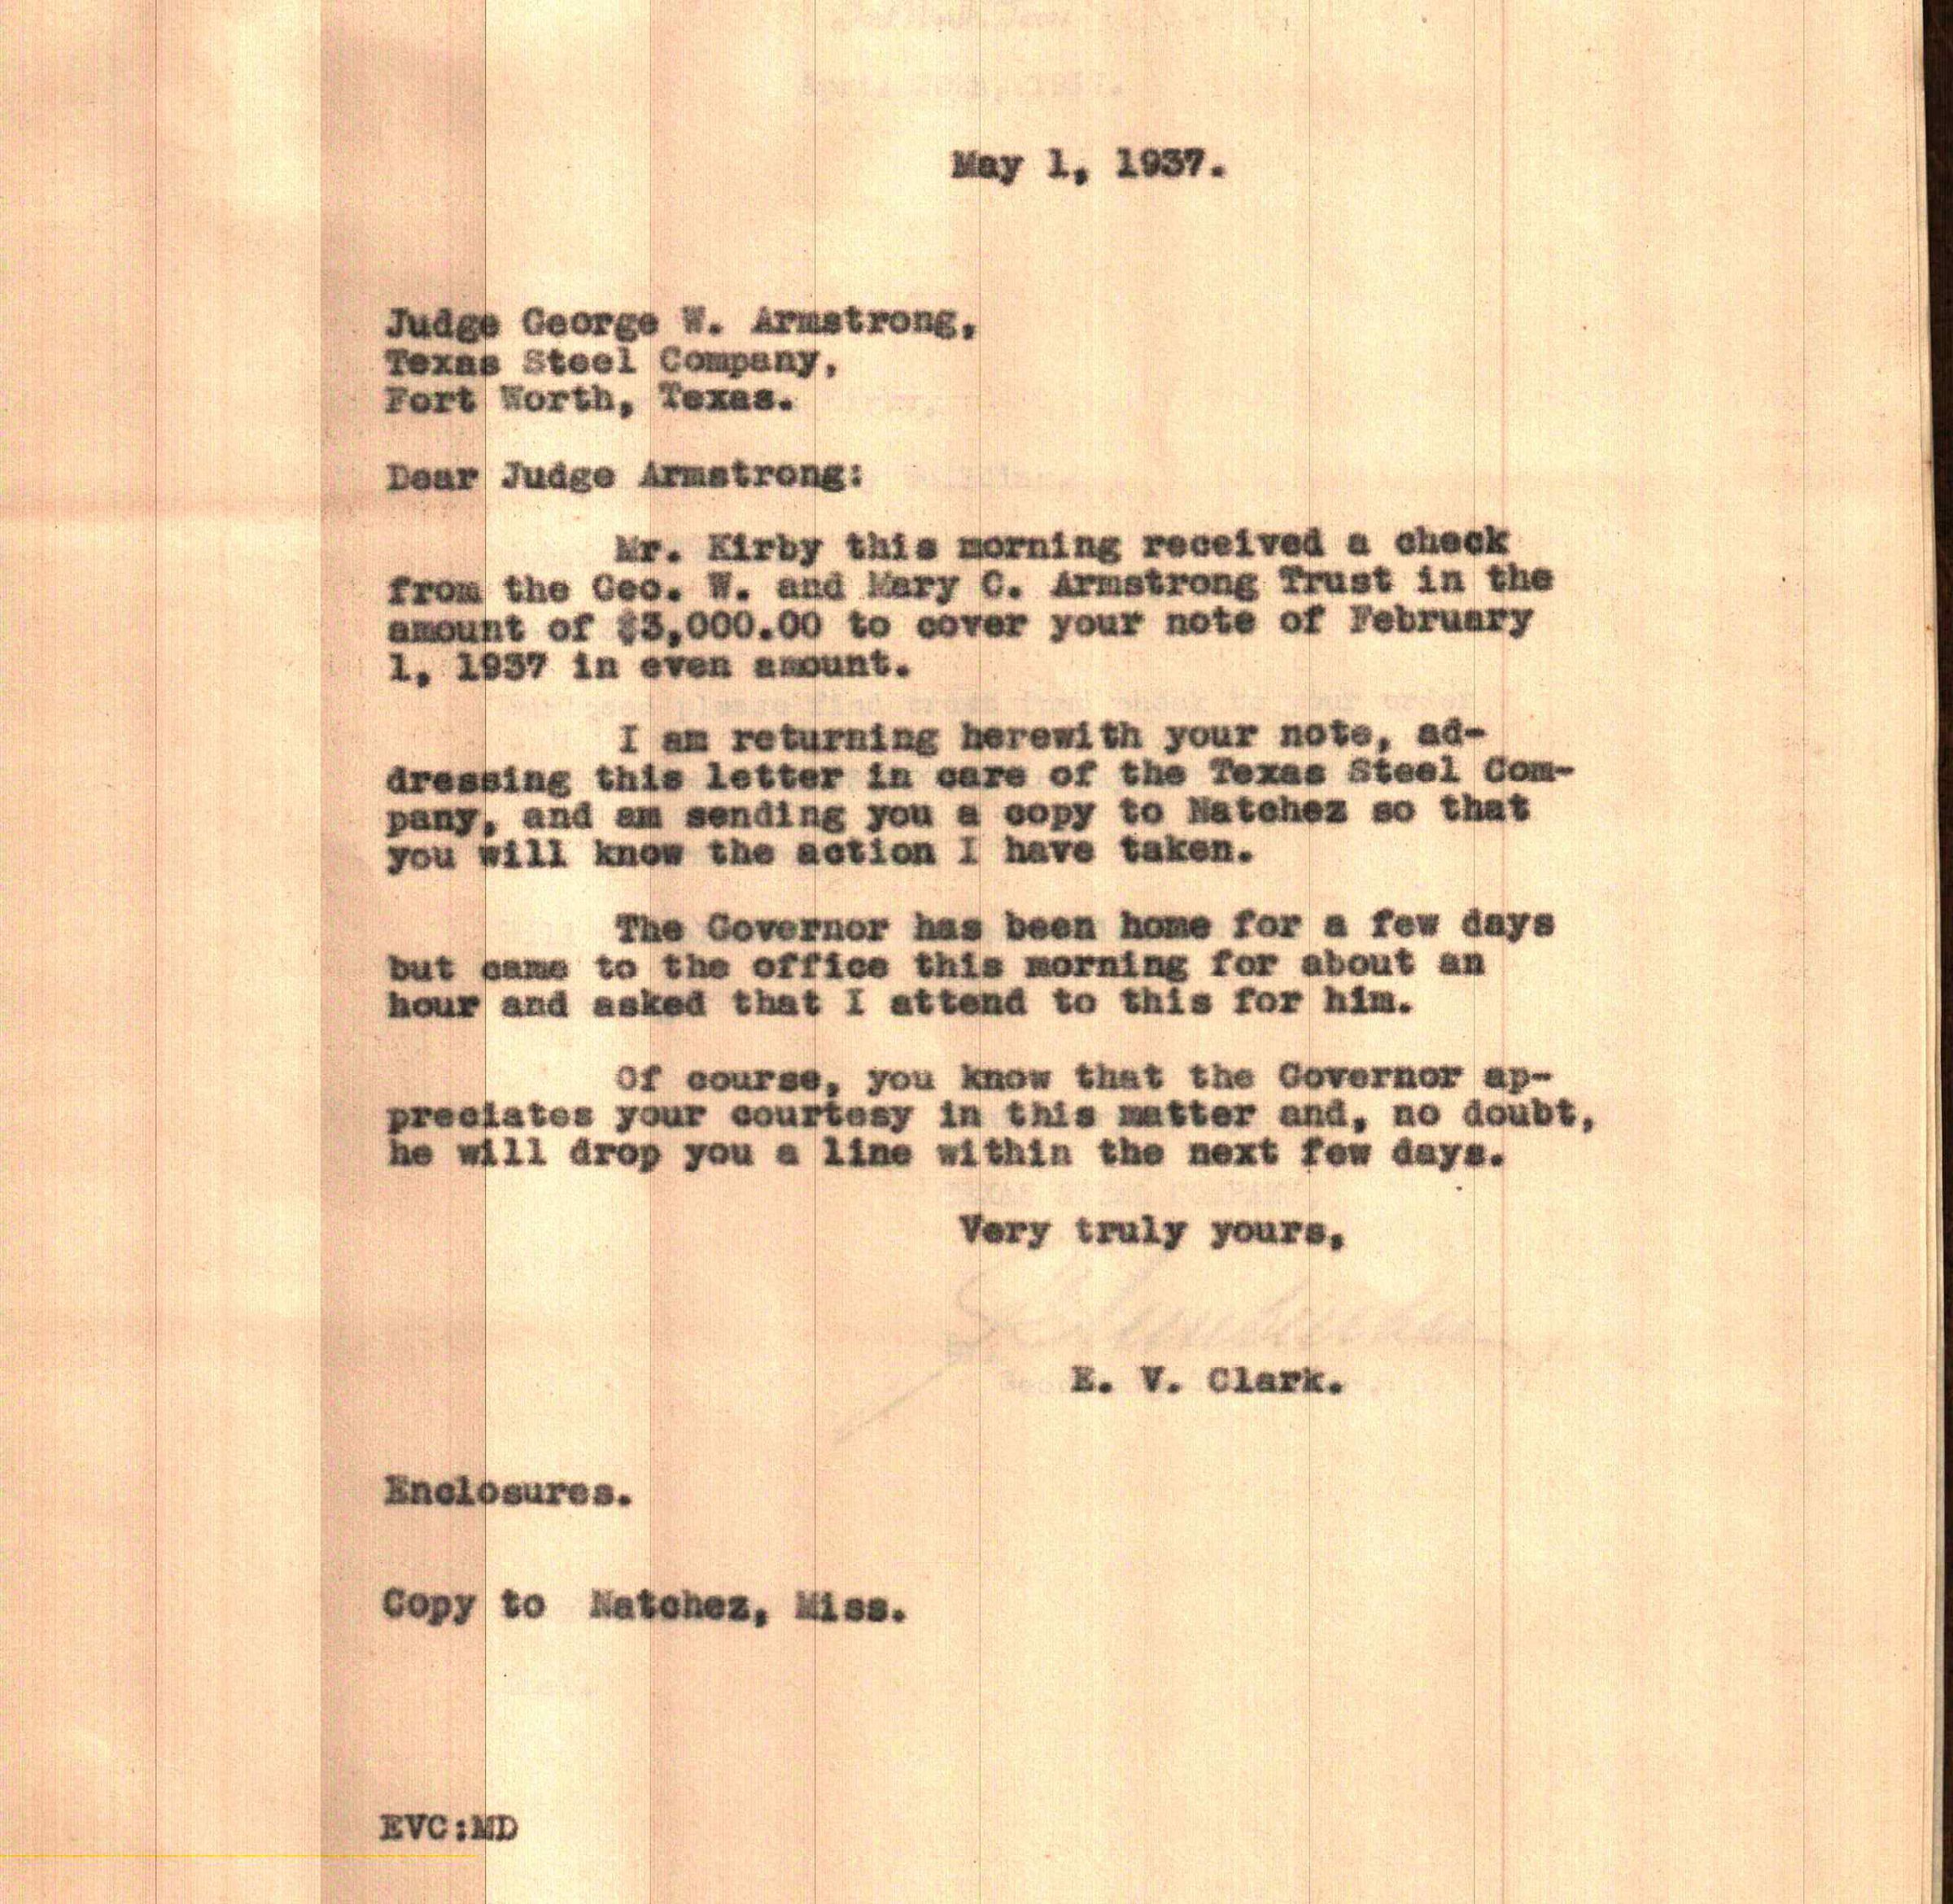 May 1, 1937.
Judge George W. Armstrong,
Texas Steel Company,
Fort Worth, Texas.
Dear Judge Armstrong:
Mr. Kirby this morning received a check
from the Geo. W. and Mary C. Armstrong Trust in the
amount of $3,000.00 to cover your note of February
1, 1937 in even amount.
I am returning herewith your note, ad-
dressing this letter in care of the Texas Steel Com-
pany, and am sending you a copy to Natchez so that
you will know the action I have taken.
The Governor has been home for a few days
but came to the office this morning for about an
hour and asked that I attend to this for him.
Of course, you know that the Governor ap-
preciates your courtesy in this matter and, no doubt,
he will drop you a line within the next few days.
Very truly yours,
E. V. Clark.
Enclosures.
Copy to Natchez, Miss.
EVC:MD